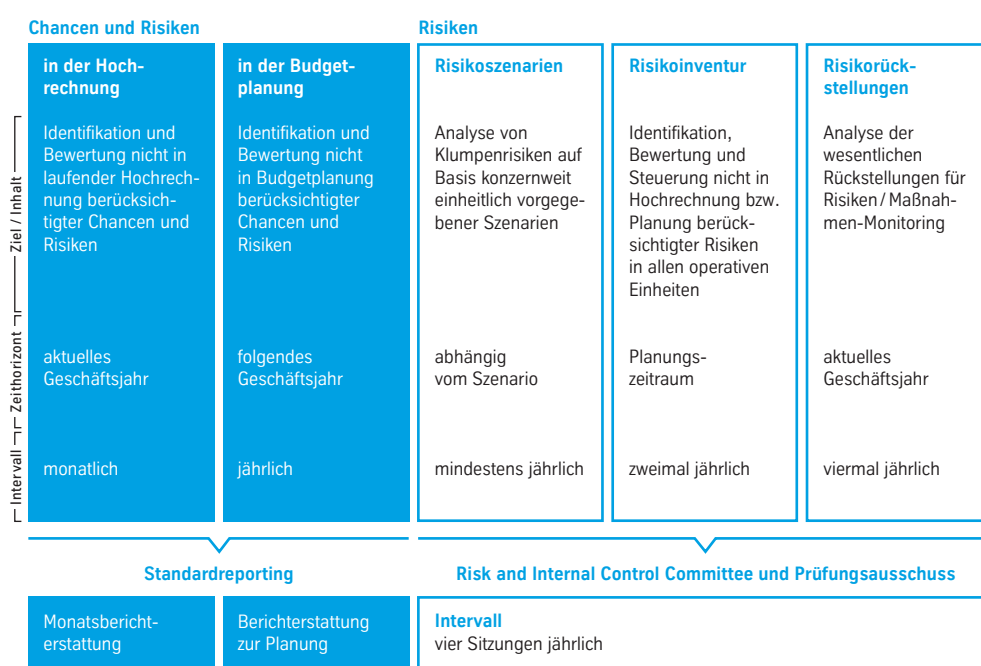 Chancen und Risiken
Risiken
in der Hoch-
rechnung
in der Budget-
planung
Risikoszenarien
Risikoinventur
Risikorück-
stellungen
Ziel / Inhalt
Identifikation und
Bewertung nicht in
laufender Hochrech-
nung berücksich-
tigter Chancen und
Risiken
Identifikation und
Bewertung nicht
in Budgetplanung
berücksichtigter
Chancen und
Risiken
Analyse von
Klumpenrisiken auf
Basis konzernweit
einheitlich vorgege-
bener Szenarien
Identifikation,
Bewertung und
Steuerung nicht in
Hochrechnung bzw.
Planung berück-
sichtigter Risiken
in allen operativen
Einheiten
Analyse der
wesentlichen
Rückstellungen für
Risiken / Maßnah-
men-Monitoring
Zeithorizont
aktuelles
Geschäftsjahr
folgendes
Geschäftsjahr
abhängig
vom Szenario
Planungs-
zeitraum
aktuelles
Geschäftsjahr
Intervall
monatlich
jährlich
mindestens jährlich
zweimal jährlich
viermal jährlich
Standardreporting
Risk and Internal Control Committee und Prüfungsausschuss
Monatsbericht-
erstattung
Berichterstattung
zur Planung
Intervall
vier Sitzungen jährlich